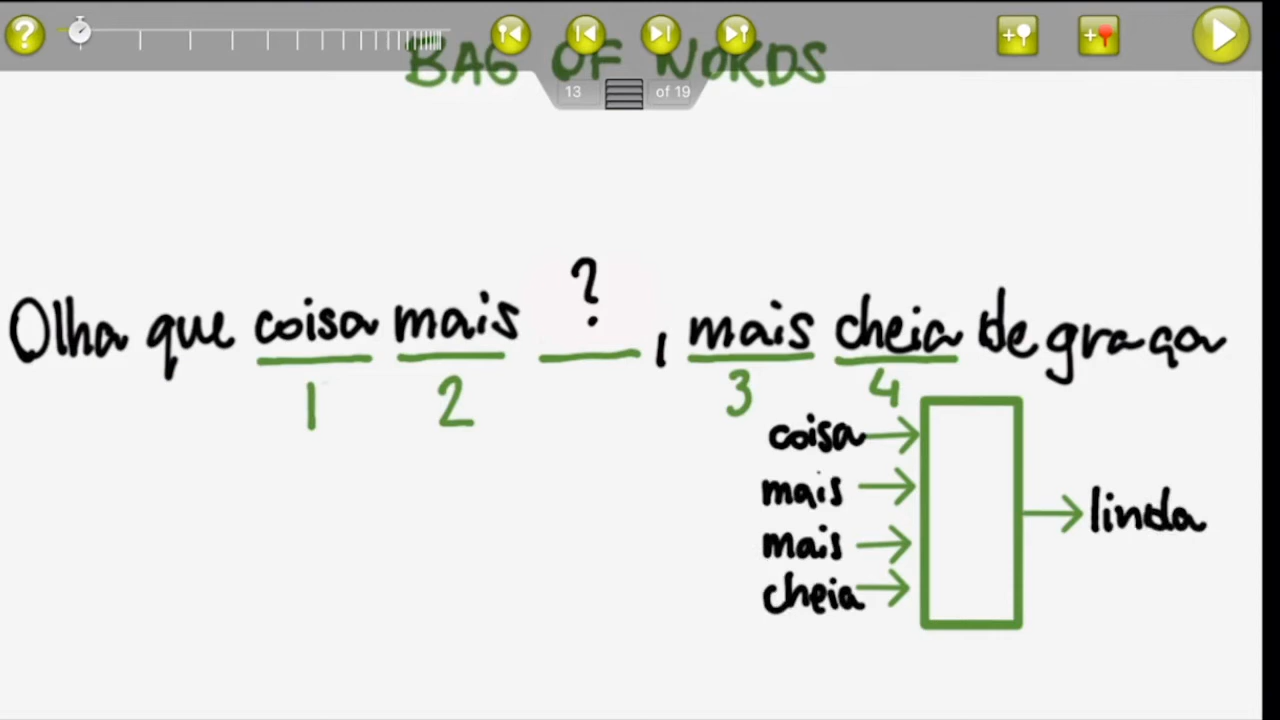 BAG OF WORDS
13 of 19
?
Olha que coisa mais ___, mais cheia de graça
1 2 3 4
coisa
mais
mais
cheia
linda